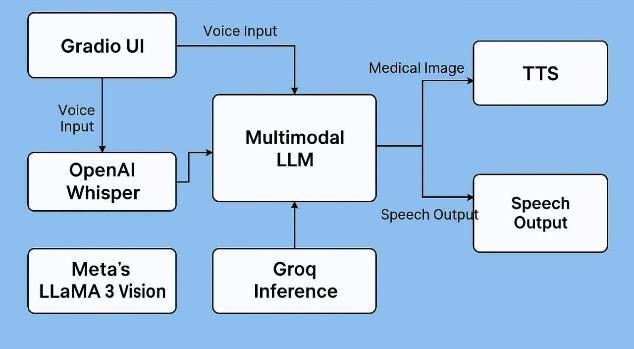 Gradio UI
Voice Input
Medical Image
TTS
Voice
Input
Multimodal
LLM
OpenAI
Whisper
Speech Output
Speech
Output
Meta's
LLaMA 3 Vision
Groq
Inference